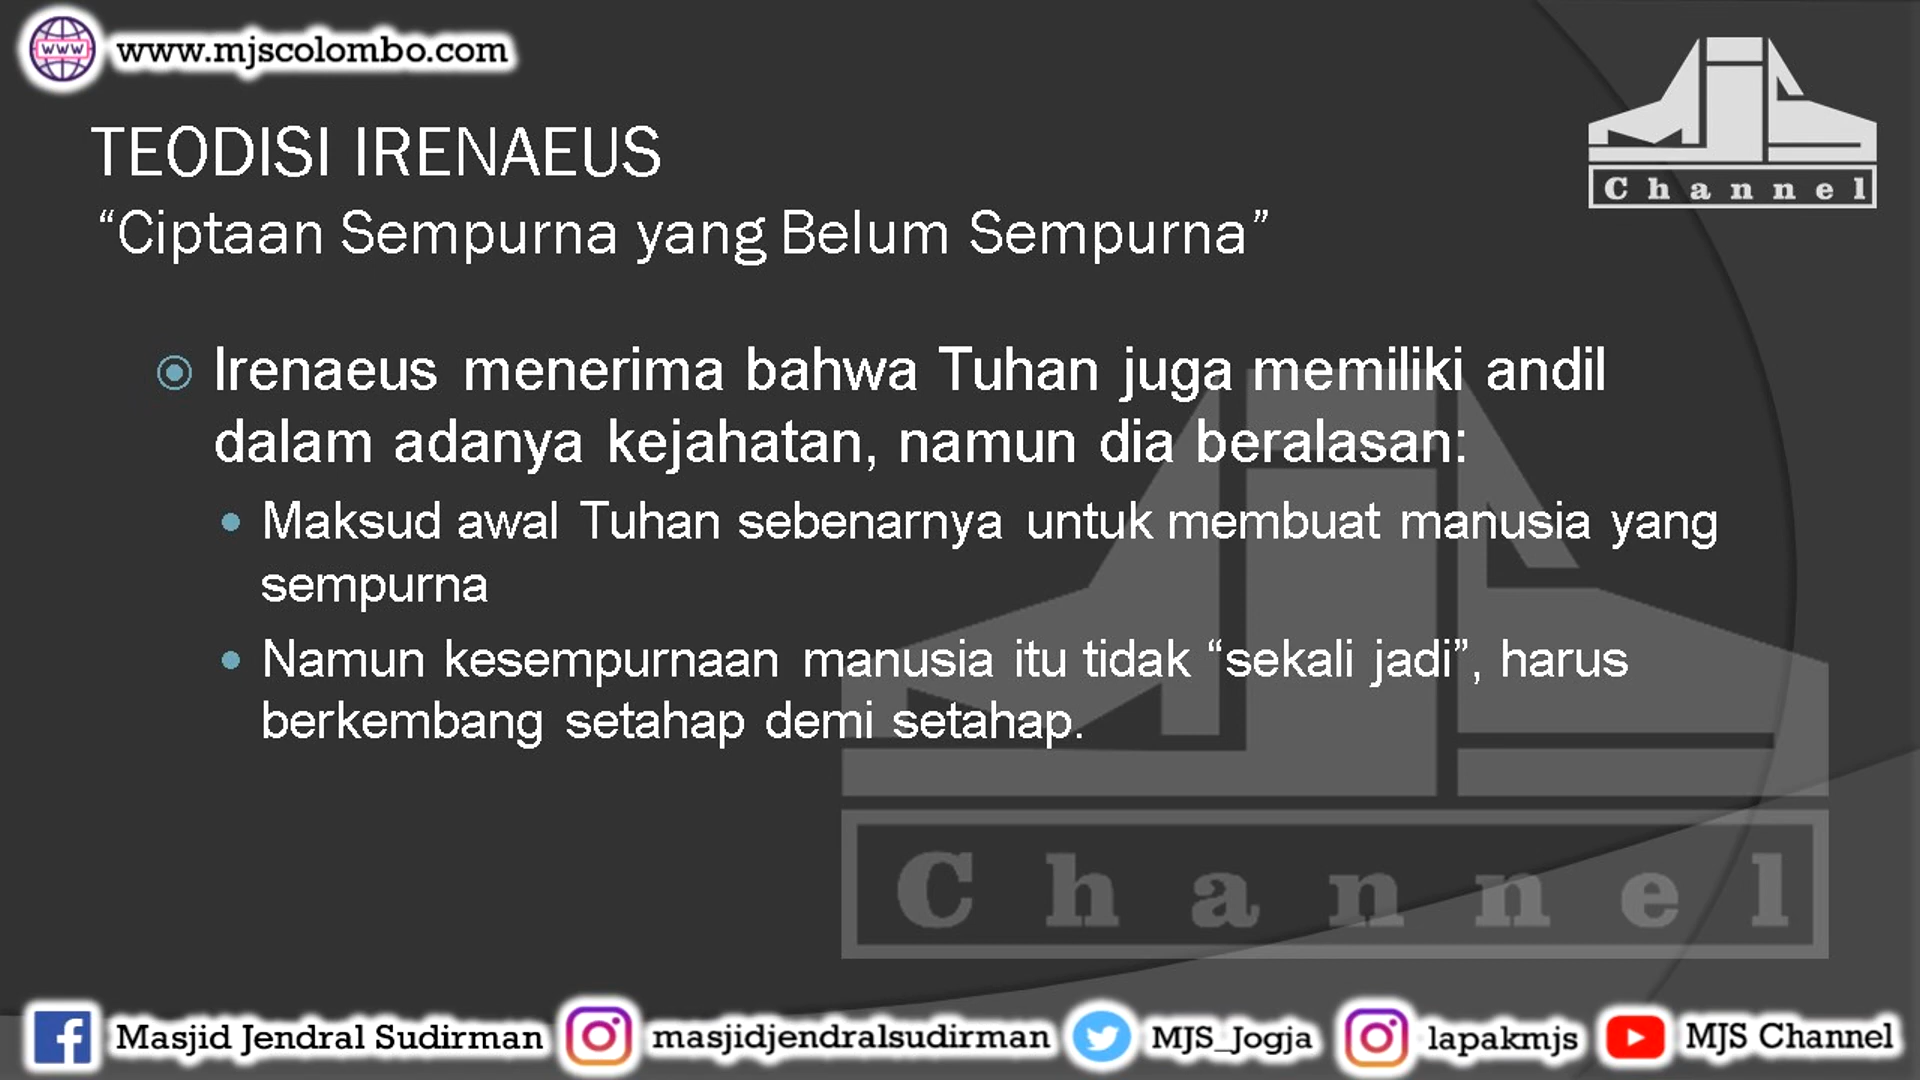 www.mjscolombo.com
MJS
Channel
TEODISI IRENAEUS
“Ciptaan Sempurna yang Belum Sempurna”
Irenaeus menerima bahwa Tuhan juga memiliki andil
dalam adanya kejahatan, namun dia beralasan:
Maksud awal Tuhan sebenarnya untuk membuat manusia yang
sempurna
Namun kesempurnaan manusia itu tidak “sekali jadi”, harus
berkembang setahap demi setahap.
MJS
Channel
Masjid Jendral Sudirman masjidjendralsudirman MJS_Jogja lapakmjs MJS Channel